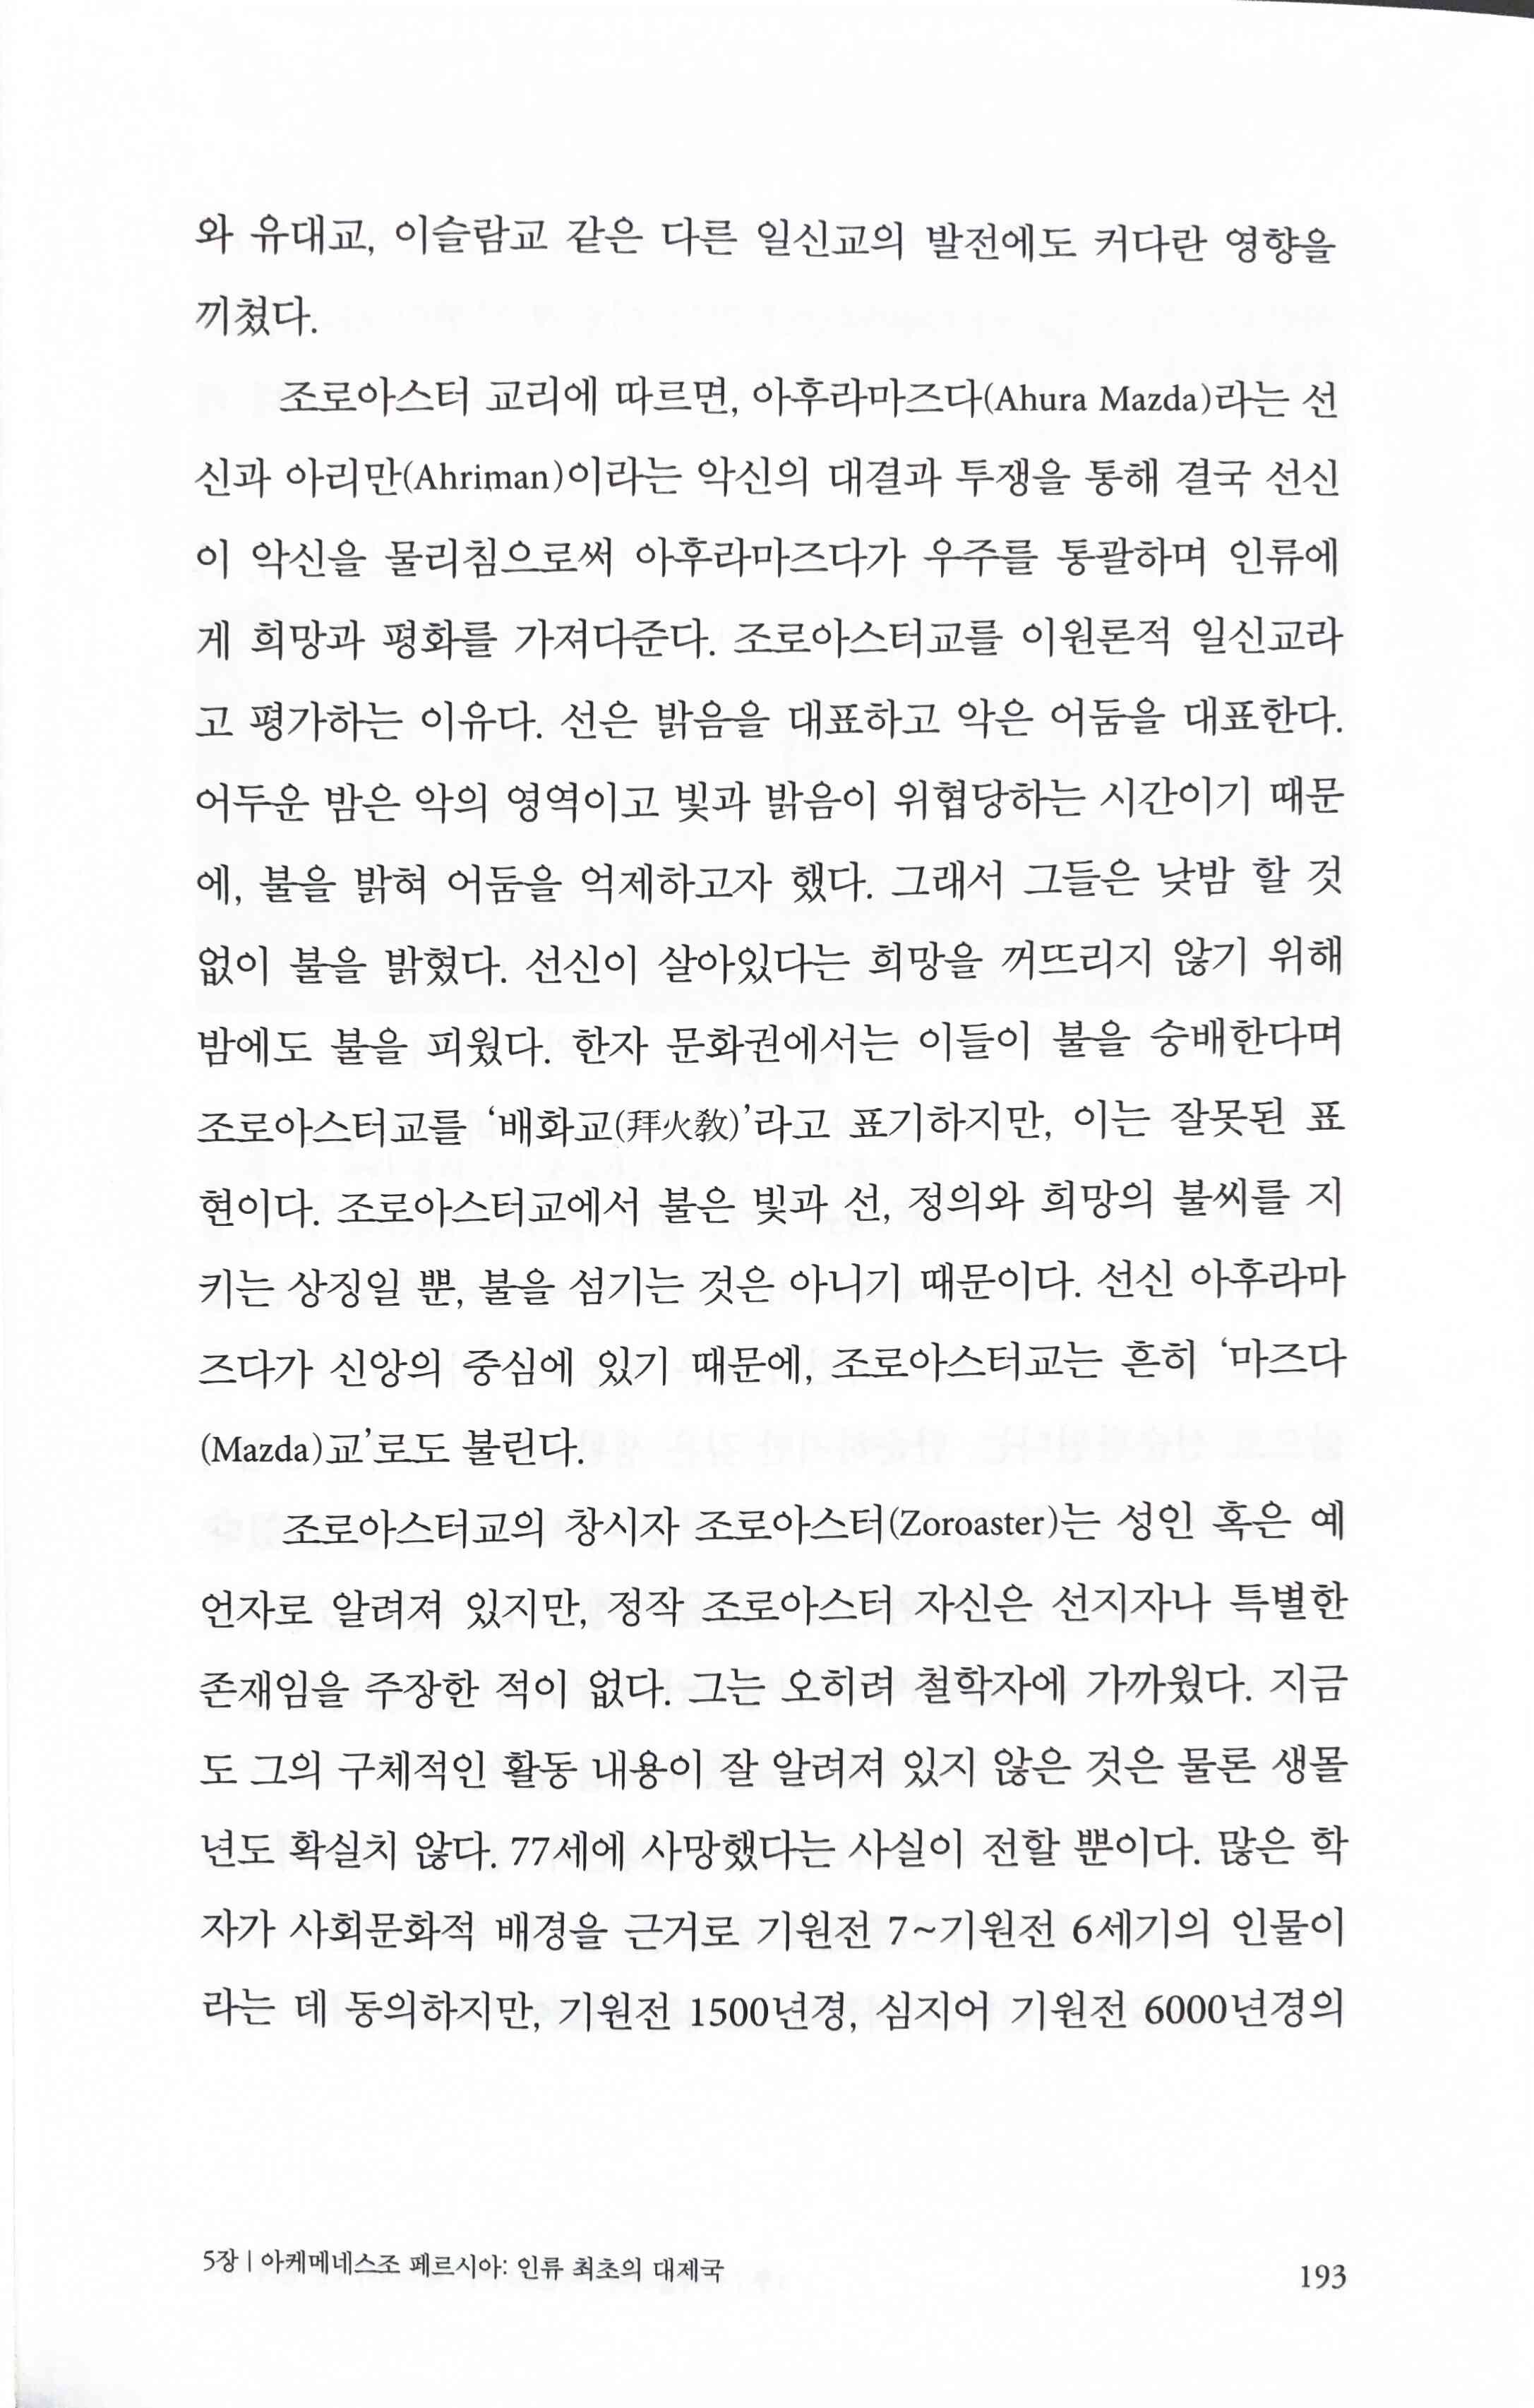 와 유대교, 이슬람교 같은 다른 일신교의 발전에도 커다란 영향을
끼쳤다.
조로아스터 교리에 따르면, 아후라마즈다(Ahura Mazda)라는 선
신과 아리만(Ahriman)이라는 악신의 대결과 투쟁을 통해 결국 선신
이 악신을 물리침으로써 아후라마즈다가 우주를 통괄하며 인류에
게 희망과 평화를 가져다준다. 조로아스터교를 이원론적 일신교라
고 평가하는 이유다. 선은 밝음을 대표하고 악은 어둠을 대표한다.
어두운 밤은 악의 영역이고 빛과 밝음이 위협당하는 시간이기 때문
에, 불을 밝혀 어둠을 억제하고자 했다. 그래서 그들은 낮밤 할 것
없이 불을 밝혔다. 선신이 살아있다는 희망을 꺼뜨리지 않기 위해
밤에도 불을 피웠다. 한자 문화권에서는 이들이 불을 숭배한다며
조로아스터교를 ‘배화교(拜火敎)’라고 표기하지만, 이는 잘못된 표
현이다. 조로아스터교에서 불은 빛과 선, 정의와 희망의 불씨를 지
키는 상징일 뿐, 불을 섬기는 것은 아니기 때문이다. 선신 아후라마
즈다가 신앙의 중심에 있기 때문에, 조로아스터교는 흔히 ‘마즈다
(Mazda)교’로도 불린다.
조로아스터교의 창시자 조로아스터(Zoroaster)는 성인 혹은 예
언자로 알려져 있지만, 정작 조로아스터 자신은 선지자나 특별한
존재임을 주장한 적이 없다. 그는 오히려 철학자에 가까웠다. 지금
도 그의 구체적인 활동 내용이 잘 알려져 있지 않은 것은 물론 생몰
년도 확실치 않다. 77세에 사망했다는 사실이 전할 뿐이다. 많은 학
자가 사회문화적 배경을 근거로 기원전 7~기원전 6세기의 인물이
라는 데 동의하지만, 기원전 1500년경, 심지어 기원전 6000년경의
5장 | 아케메네스조 페르시아: 인류 최초의 대제국
193